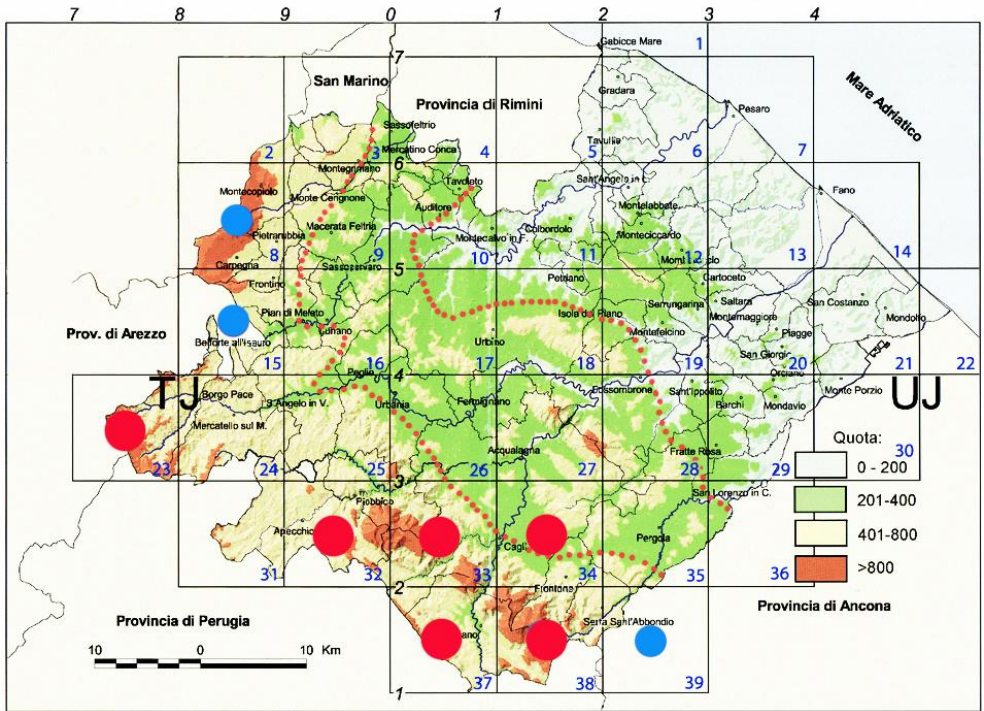 7 8 9 0 1 2 3 4
Gabicce Mare 1
7
San Marino
Gradara
Mare Adriatico
Provincia di Rimini
Pesaro
Sassofeltrio
Tavullia
Mercatino Conca
2 3 6 4 5 6 7
Montegrimano
Sant'Angelo in L.
Tavoleto
Montecopiolo
Fano
Monte Cerignone
Auditore
Montelabbate
Macerata Feltria
Colbordolo
Pietrarubbia
Montecalvo in F.
Monteciccardo
8 9 10 11 12 13 14
Carpegna
Sassocorvaro
5
Petriano
Cartoceto
Frontino
Serrungarina
Saltara
San Costanzo
Pian di Meleto
Isola del Piano
Montemaggiore
Mondolfo
Prov. di Arezzo
Lunano
Montefelcino
Piagge
Belforte all'Isauro
Urbino
San Giorgio
15 16 17 18 19 20 21 22
Peglio
4
Orciano
TJ
Borgo Pace
S.Angelo in V.
Urbania
Fermignano
Fossombrone
Sant'Ippolito
Monte Porzio
UJ
Barchi
Mondavio
Mercatello sul M.
Quota:
Acqualagna
Fratte Rosa
30
23 24 25 26 27 28 29
0 - 200
3
San Lorenzo in C.
201-400
Piobbico
Apecchio
401-800
Cagli
Pergola
31 32 33 34 35 36
>800
2
Frontone
Provincia di Ancona
Provincia di Perugia
Serra Sant'Abbondio
10 0 10 Km
37 38 39
1